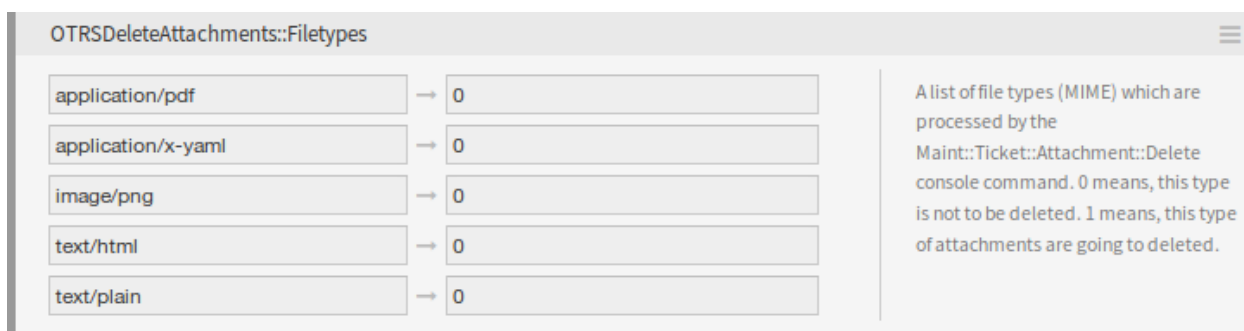 OTRSDeleteAttachments::Filetypes
application/pdf → 0
application/x-yaml → 0
image/png → 0
text/html → 0
text/plain → 0
A list of file types (MIME) which are
processed by the
Maint::Ticket::Attachment::Delete
console command. 0 means, this type
is not to be deleted. 1 means, this type
of attachments are going to deleted.